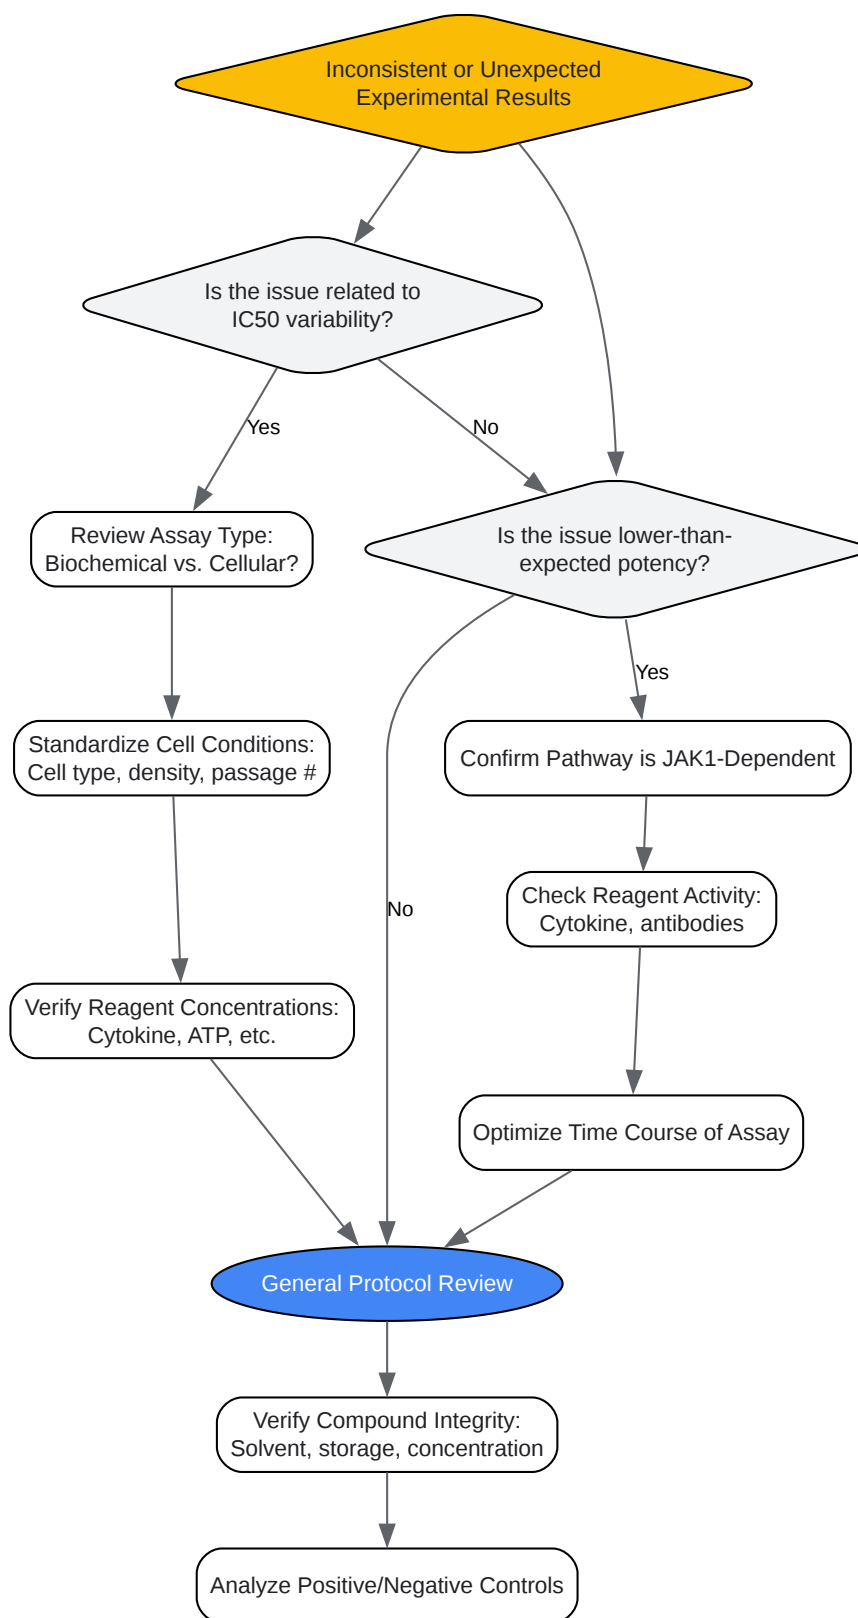 Inconsistent or Unexpected
Experimental Results
Is the issue related to
IC50 variability?
Yes
No
Review Assay Type:
Biochemical vs. Cellular?
Is the issue lower-than-
expected potency?
Yes
Standardize Cell Conditions:
Cell type, density, passage #
Confirm Pathway is JAK1-Dependent
No
Check Reagent Activity:
Cytokine, antibodies
Verify Reagent Concentrations:
Cytokine, ATP, etc.
Optimize Time Course of Assay
General Protocol Review
Verify Compound Integrity:
Solvent, storage, concentration
Analyze Positive/Negative Controls